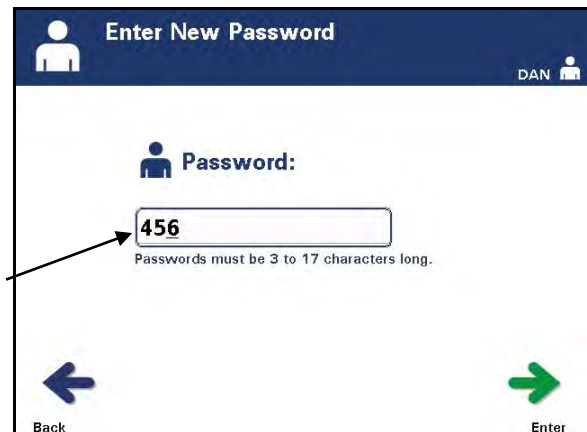 Enter New Password
DAN
Password:
456
Passwords must be 3 to 17 characters long.
Back
Enter